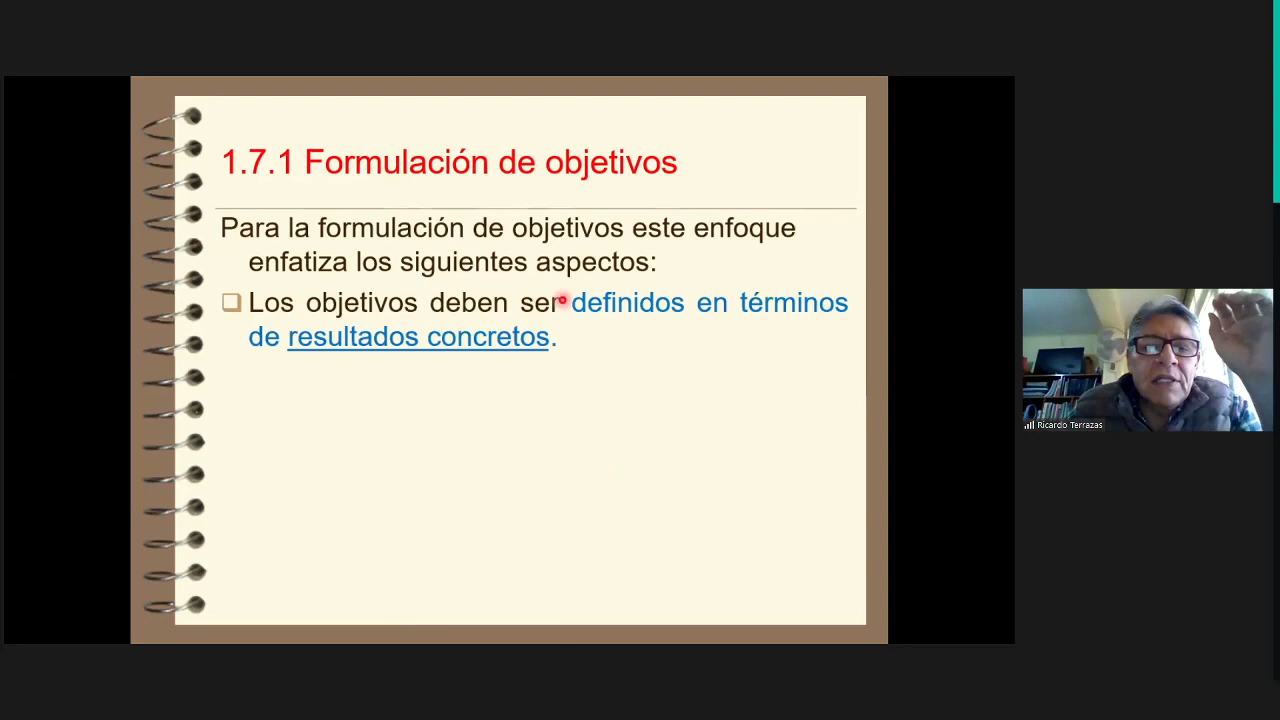 1.7.1 Formulación de objetivos
Para la formulación de objetivos este enfoque
enfatiza los siguientes aspectos:
Los objetivos deben ser definidos en términos
de resultados concretos.
Ricardo Terrazas